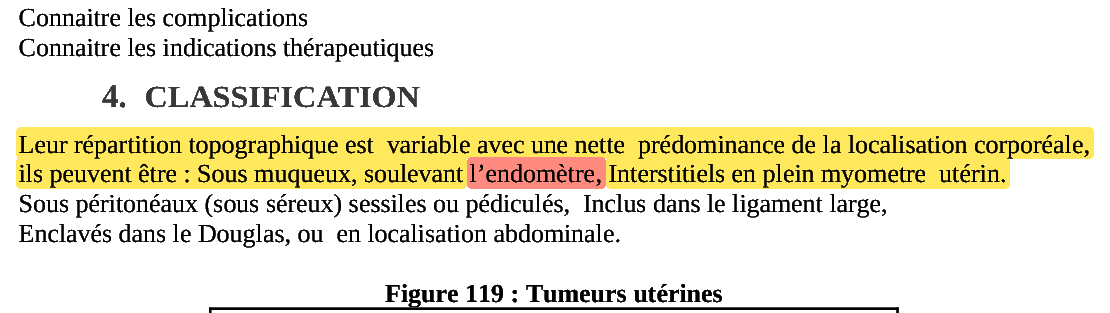 Connaitre les complications
Connaitre les indications thérapeutiques
4. CLASSIFICATION
Leur répartition topographique est variable avec une nette prédominance de la localisation corporéale,
ils peuvent être : Sous muqueux, soulevant l’endomètre, Interstitiels en plein myometre utérin.
Sous péritonéaux (sous séreux) sessiles ou pédiculés, Inclus dans le ligament large,
Enclavés dans le Douglas, ou en localisation abdominale.
Figure 119 : Tumeurs utérines